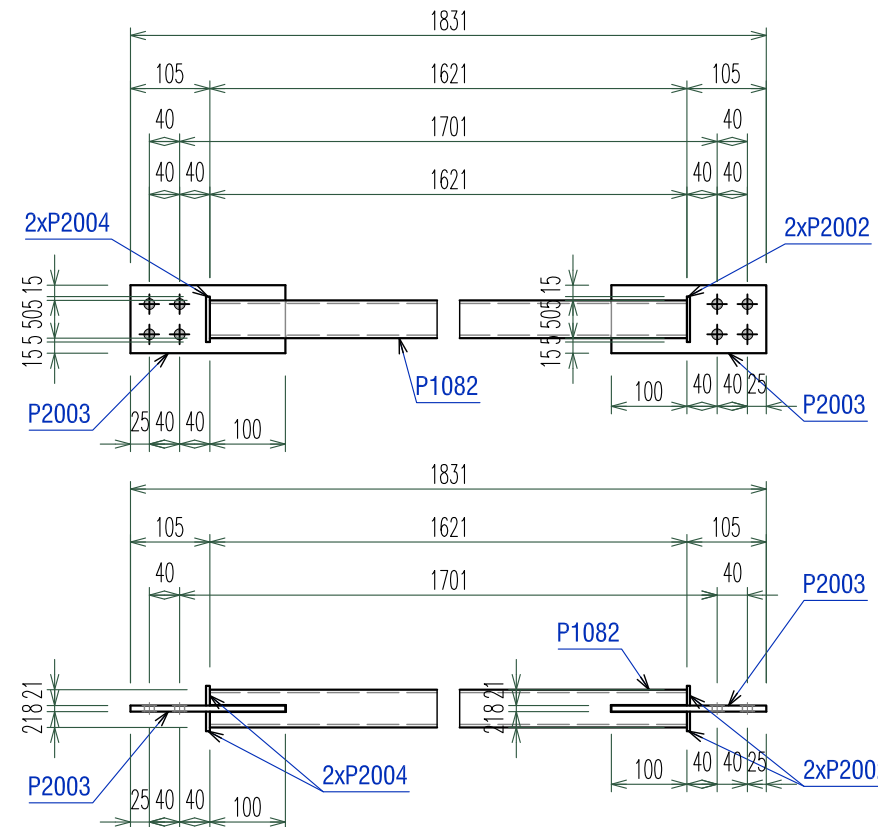 1831
105 1621 105
40 1701 40
40 40 1621 40 40
2xP2004 2xP2002
15 5 50 5 15 15 5 50 5 15
P2003 P1082 P2003
25 40 40 100 100 40 40 25
1831
105 1621 105
40 1701 40
P2003
P1082
21 8 21 21 8 21
P2003 2xP2004
25 40 40 100 100 40 40 25